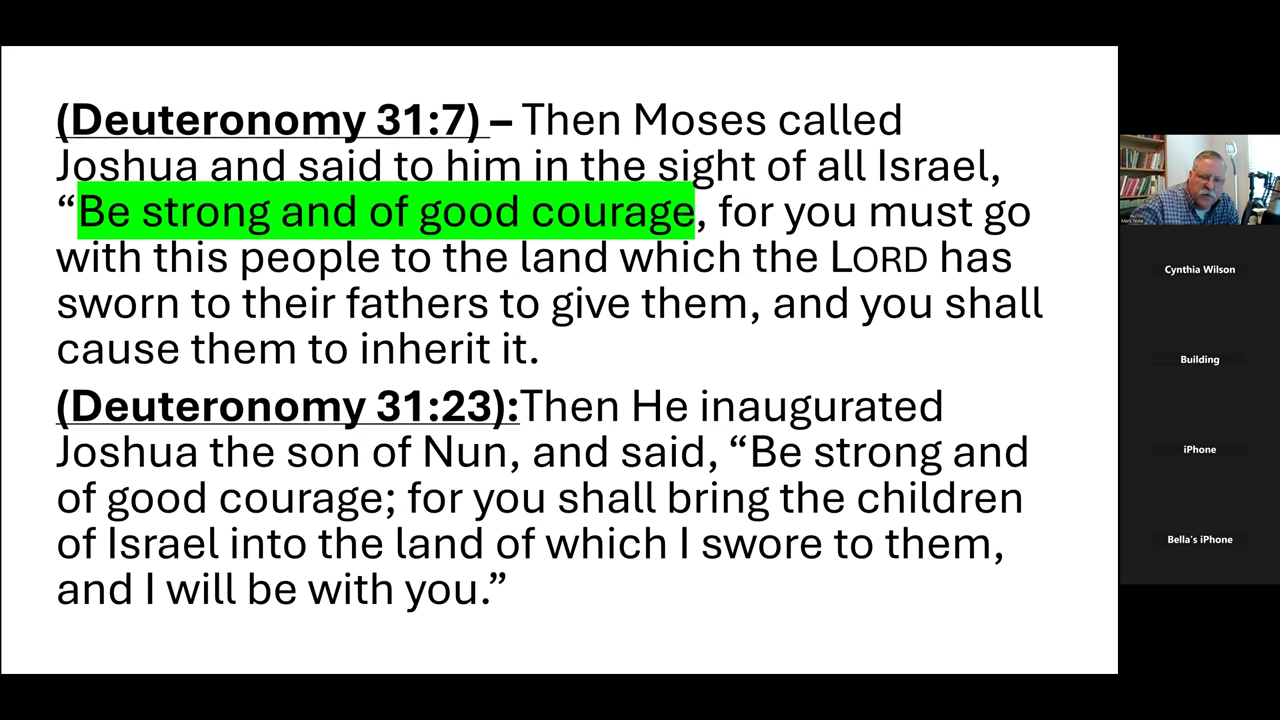 (Deuteronomy 31:7) – Then Moses called
Joshua and said to him in the sight of all Israel,
“Be strong and of good courage, for you must go
with this people to the land which the LORD has
sworn to their fathers to give them, and you shall
cause them to inherit it.
(Deuteronomy 31:23):Then He inaugurated
Joshua the son of Nun, and said, “Be strong and
of good courage; for you shall bring the children
of Israel into the land of which I swore to them,
and I will be with you.”
Cynthia Wilson
Building
iPhone
Bella’s iPhone